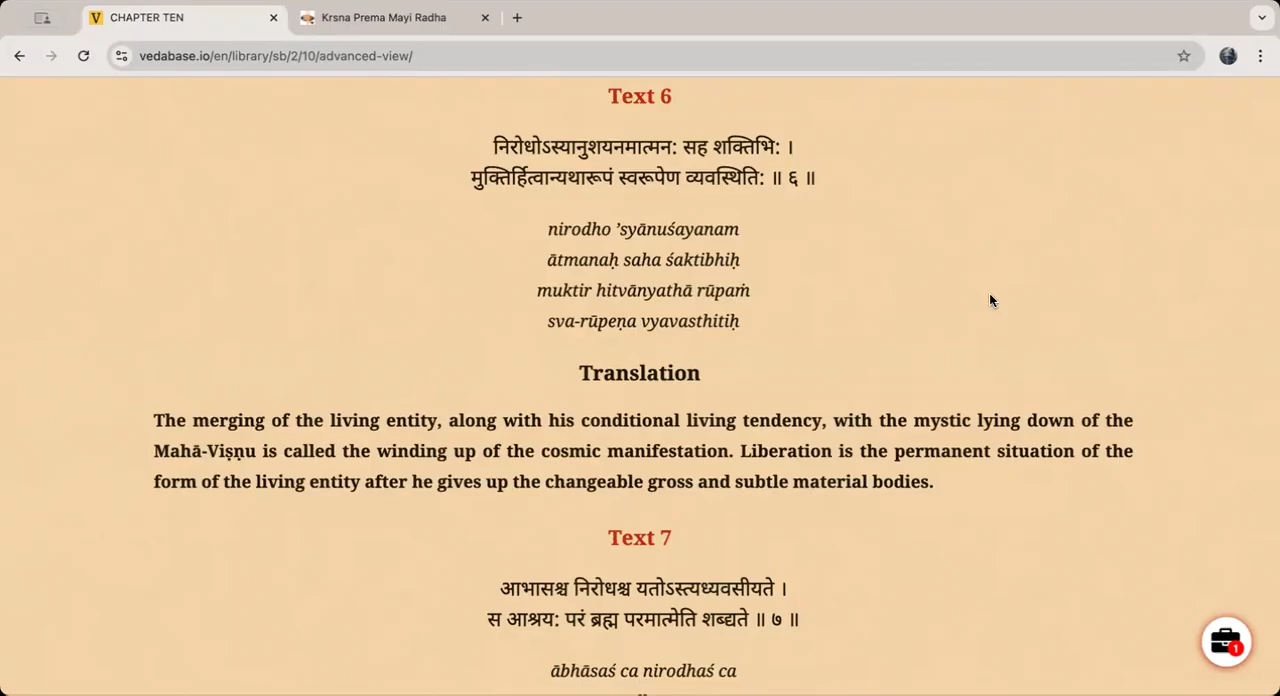 CHAPTER TEN
Krsna Prema Mayi Radha
vedabase.io/en/library/sb/2/10/advanced-view/
Text 6
निरोधोऽस्यानुशयनमात्मन: सह शक्तिभि: ।
मुक्तिर्हित्वान्यथारूपं स्वरूपेण व्यवस्थिति: ॥ ६ ॥
nirodho ’syānuśayanam
ātmanaḥ saha śaktibhiḥ
muktir hitvānyathā rūpaṁ
sva-rūpeṇa vyavasthitiḥ
Translation
The merging of the living entity, along with his conditional living tendency, with the mystic lying down of the
Mahā-Viṣṇu is called the winding up of the cosmic manifestation. Liberation is the permanent situation of the
form of the living entity after he gives up the changeable gross and subtle material bodies.
Text 7
आभासश्च निरोधश्च यतोऽस्त्यध्यवसीयते ।
स आश्रय: परं ब्रह्म परमात्मेति शब्द्यते ॥ ७ ॥
ābhāsaś ca nirodhaś ca
1